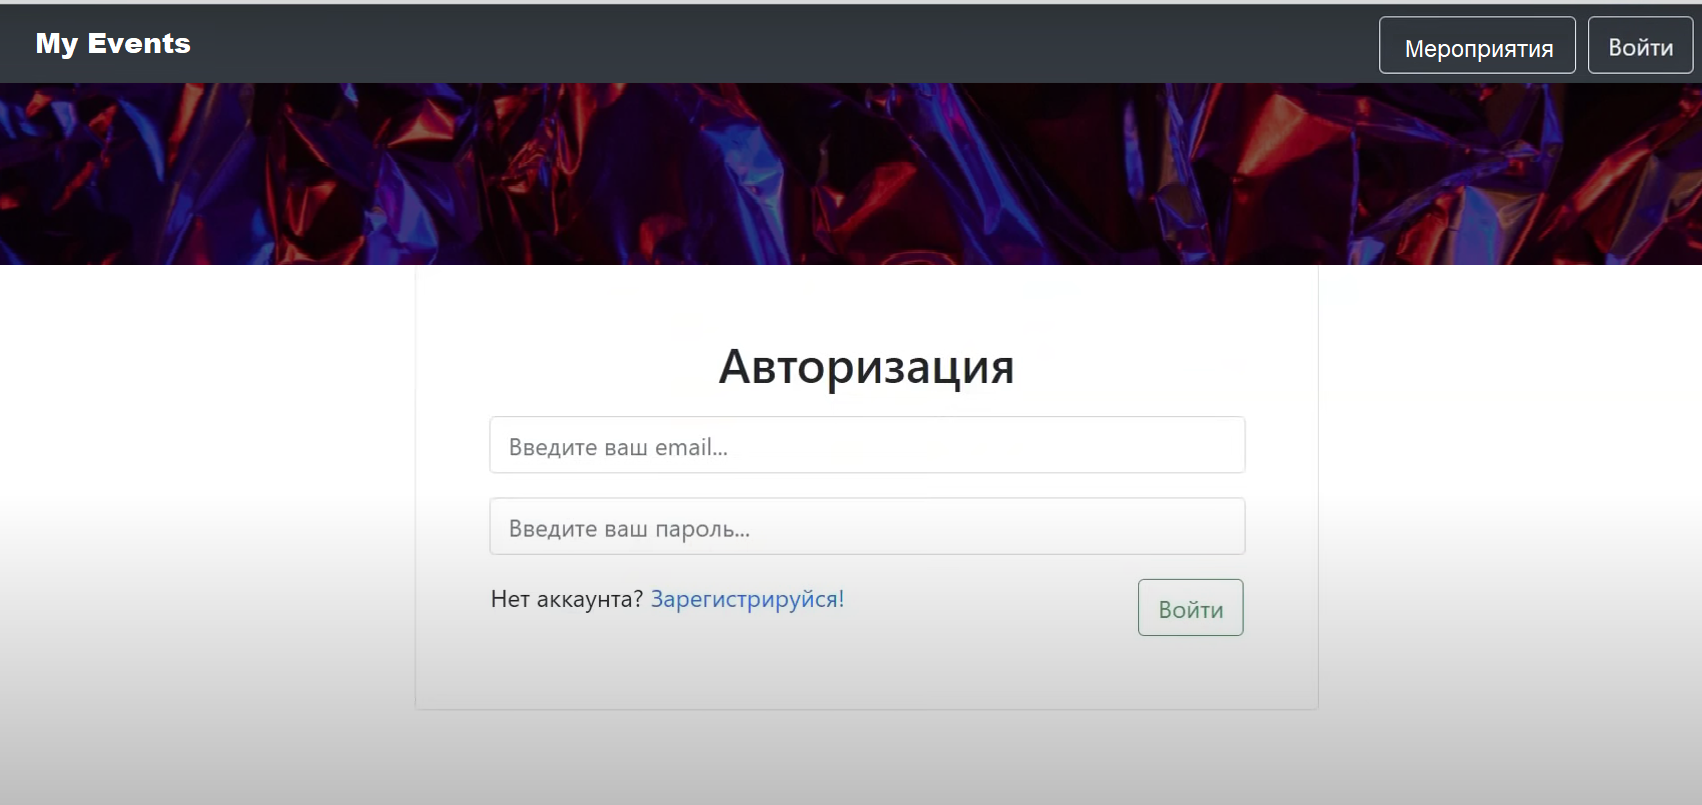 My Events
Мероприятия
Войти
Авторизация
Введите ваш email...
Введите ваш пароль...
Нет аккаунта? Зарегистрируйся!
Войти